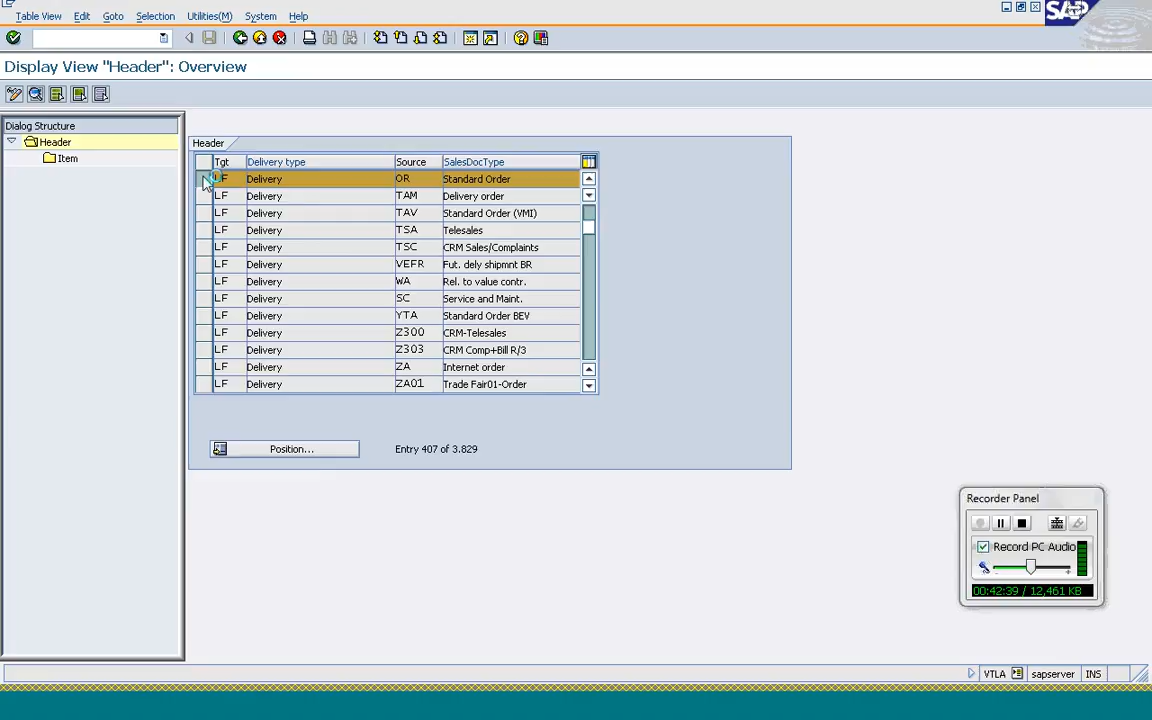 Table View Edit Goto Selection Utilities(M) System Help
SAP
Display View "Header": Overview
Dialog Structure
Header
Item
Header
Tgt Delivery type Source SalesDocType
LF Delivery OR Standard Order
LF Delivery TAM Delivery order
LF Delivery TAV Standard Order (VMI)
LF Delivery TSA Telesales
LF Delivery TSC CRM Sales/Complaints
LF Delivery VEFR Fut. dely shipmnt BR
LF Delivery WA Rel. to value contr.
LF Delivery SC Service and Maint.
LF Delivery YTA Standard Order BEV
LF Delivery Z300 CRM-Telesales
LF Delivery Z303 CRM Comp+Bill R/3
LF Delivery ZA Internet order
LF Delivery ZA01 Trade Fair01-Order
Position... Entry 407 of 3.829
Recorder Panel
Record PC Audio
00:42:39 / 12,461 KB
VTLA sapserver INS